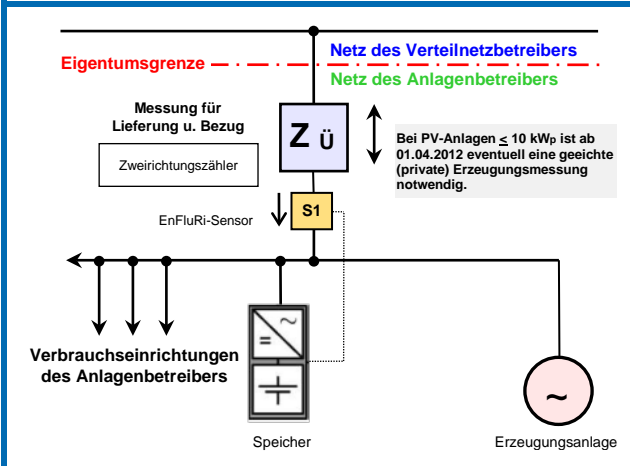 Netz des Verteilnetzbetreibers
Eigentumsgrenze
Netz des Anlagenbetreibers
Messung für
Lieferung u. Bezug
Z Ü
Bei PV-Anlagen ≤ 10 kWp ist ab
01.04.2012 eventuell eine geeichte
(private) Erzeugungsmessung
notwendig.
Zweirichtungszähler
S1
EnFluRi-Sensor
~
=
Verbrauchseinrichtungen
des Anlagenbetreibers
~
Speicher
Erzeugungsanlage